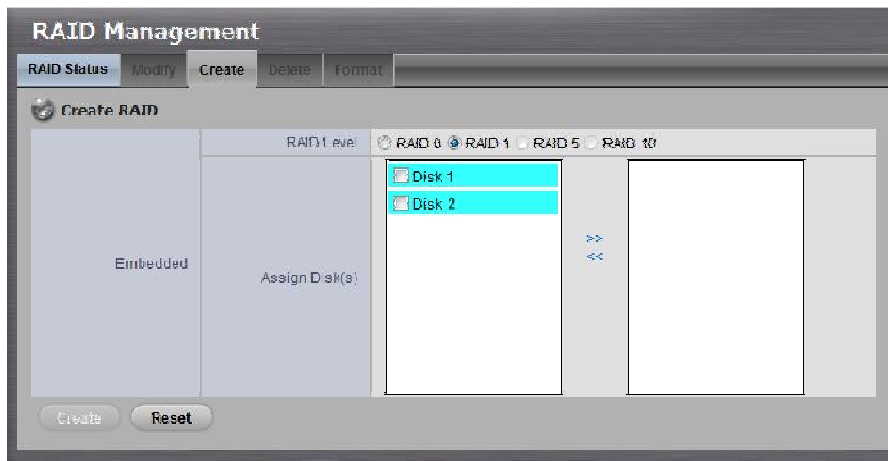 RAID Management
RAID Status Modify Create Delete Format
Create RAID
RAID Level RAID 0 RAID 1 RAID 5 RAID 10
Disk 1
Disk 2
>>
<<
Embedded
Assign Disk(s)
Create Reset